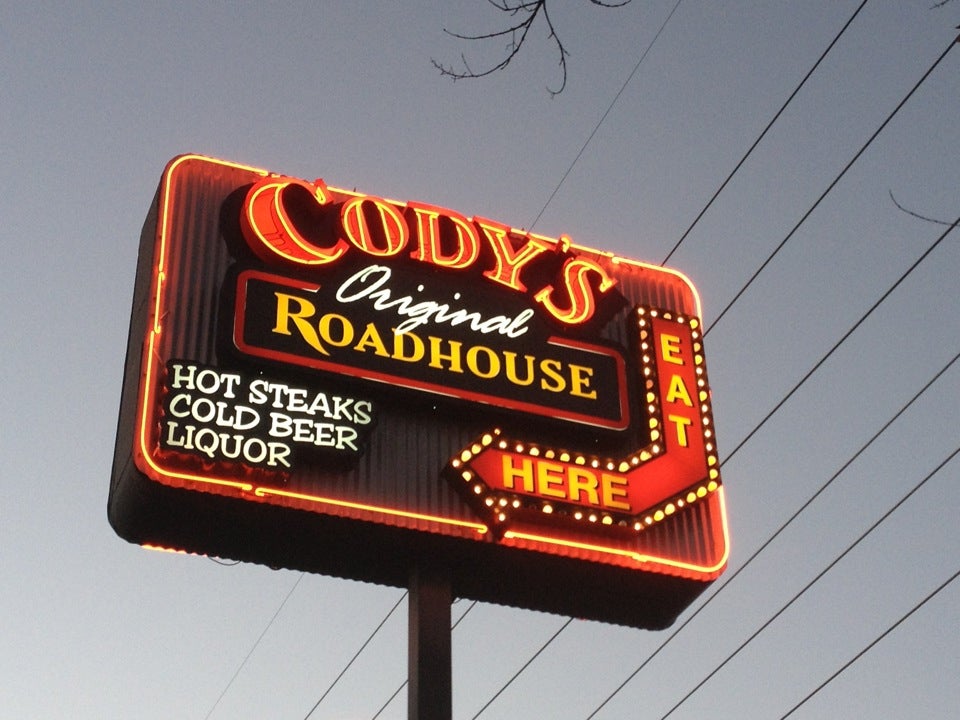 CODY'S
Original
ROADHOUSE
HOT STEAKS
COLD BEER
LIQUOR
EAT
HERE